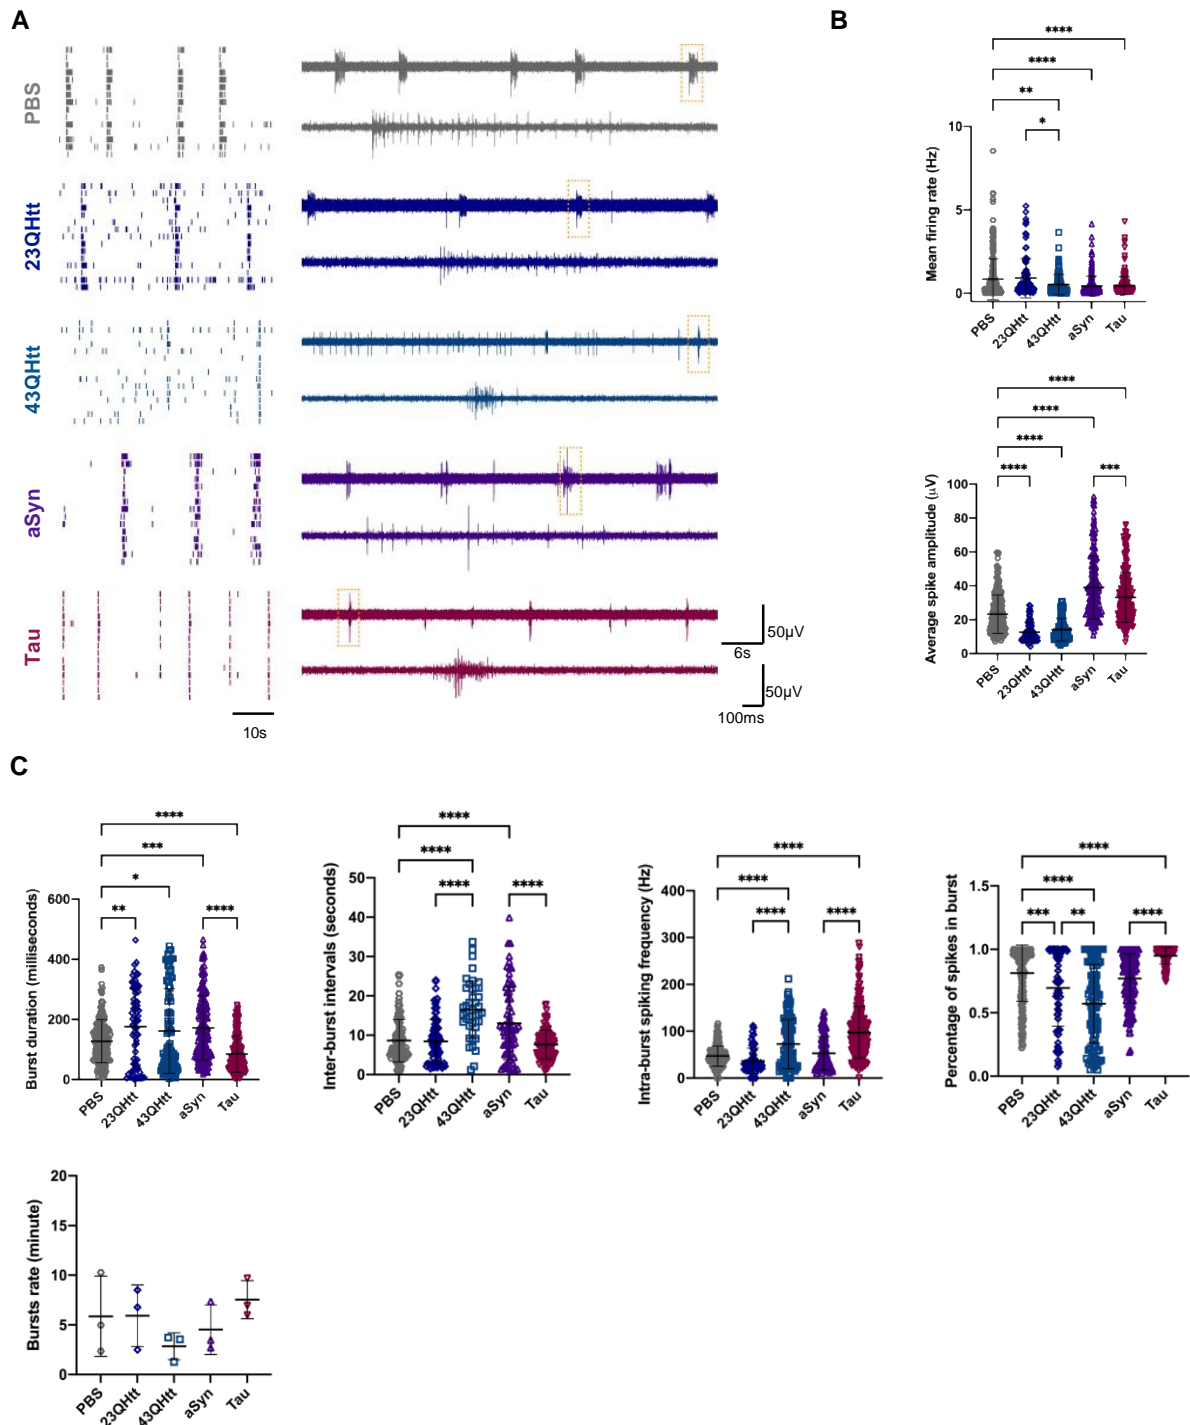 A
B
PBS
23QHtt
43QHtt
aSyn
Tau
10s
50μV
6s
50μV
100ms
****
****
**
*
Mean firing rate (Hz)
10
5
0
PBS
23QHtt
43QHtt
aSyn
Tau
****
****
****
****
***
Average spike amplitude (μV)
100
80
60
40
20
0
PBS
23QHtt
43QHtt
aSyn
Tau
C
****
***
*
**
****
Burst duration (milliseconds)
600
400
200
0
PBS
23QHtt
43QHtt
aSyn
Tau
****
****
****
****
Inter-burst intervals (seconds)
50
40
30
20
10
0
PBS
23QHtt
43QHtt
aSyn
Tau
****
****
****
****
Intra-burst spiking frequency (Hz)
400
300
200
100
0
PBS
23QHtt
43QHtt
aSyn
Tau
****
****
***
**
****
Percentage of spikes in burst
1.5
1.0
0.5
0.0
PBS
23QHtt
43QHtt
aSyn
Tau
Bursts rate (minute)
20
15
10
5
0
PBS
23QHtt
43QHtt
aSyn
Tau